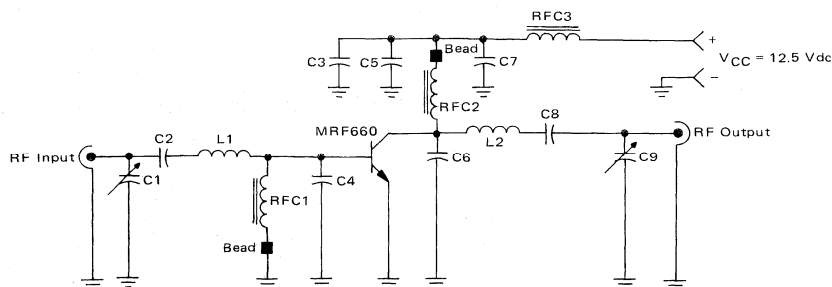 RFC3
+
Bead
C3
C5
C7
VCC = 12.5 Vdc
–
RFC2
C8
MRF660
C2
L1
RF Output
RF Input
L2
C1
C4
C6
C9
RFC1
Bead